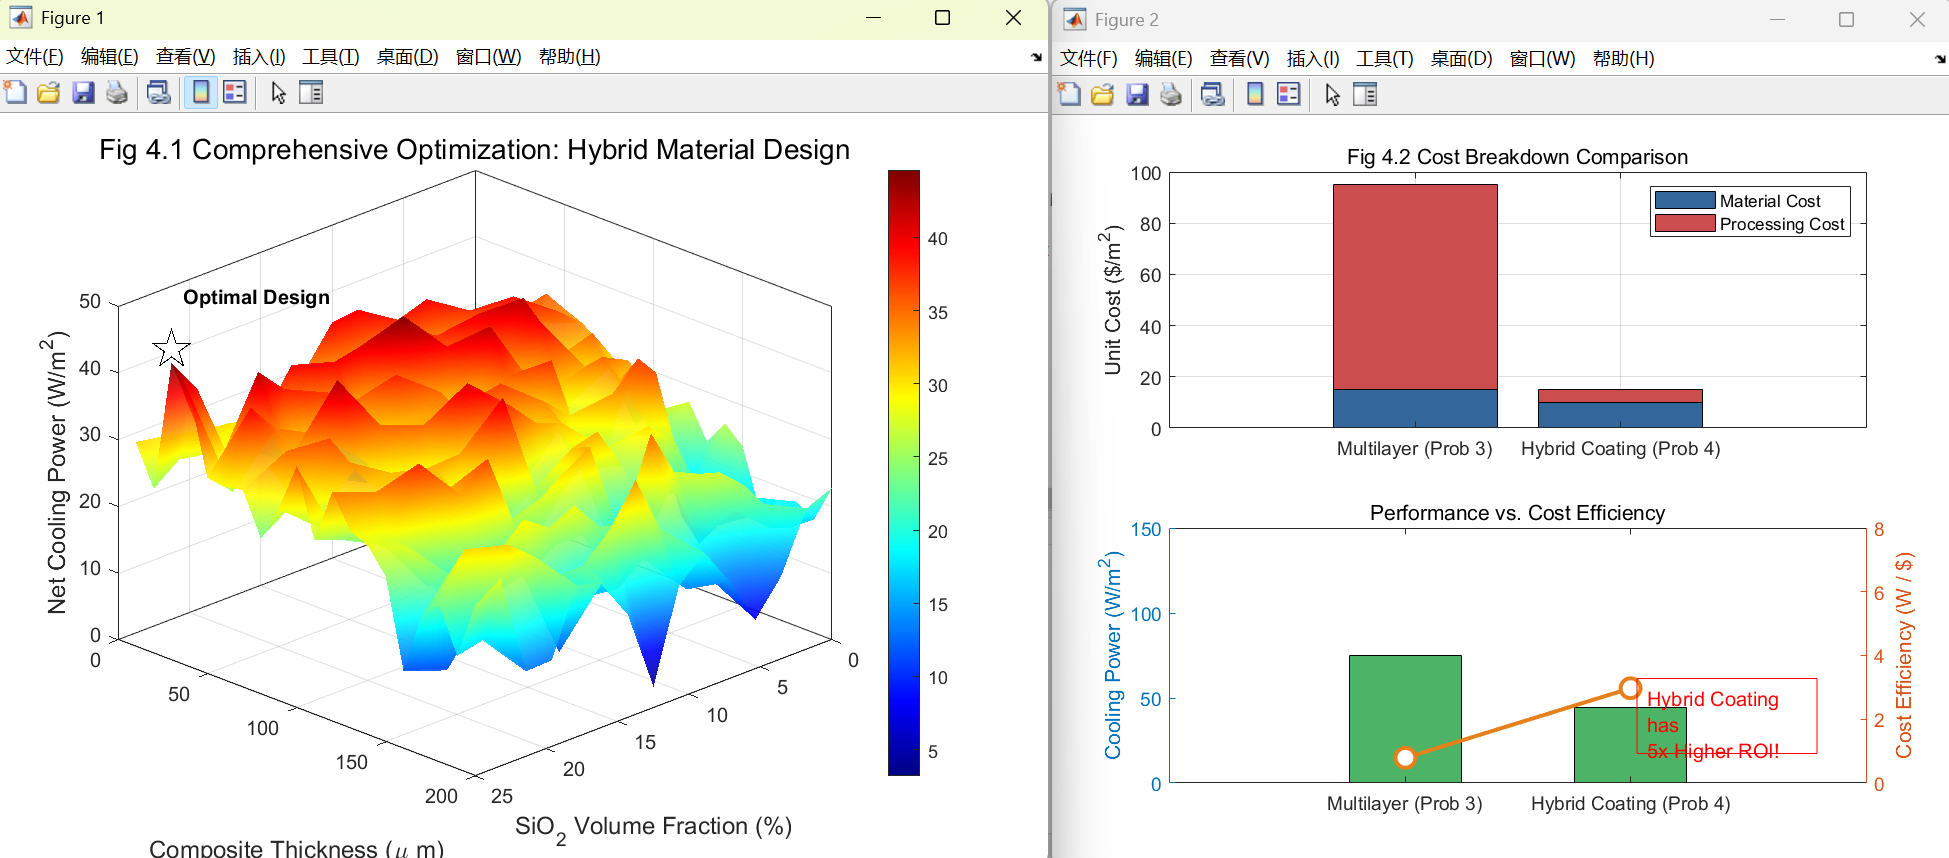 Figure 1
文件(F) 编辑(E) 查看(V) 插入(I) 工具(T) 桌面(D) 窗口(W) 帮助(H)
Fig 4.1 Comprehensive Optimization: Hybrid Material Design
Optimal Design
Net Cooling Power (W/m²)
50
40
30
20
10
0
0
50
100
150
200
Composite Thickness (μ m)
25
20
15
10
5
0
SiO₂ Volume Fraction (%)
40
35
30
25
20
15
10
5
Figure 2
文件(F) 编辑(E) 查看(V) 插入(I) 工具(T) 桌面(D) 窗口(W) 帮助(H)
Fig 4.2 Cost Breakdown Comparison
Unit Cost ($/m²)
100
80
60
40
20
0
Material Cost
Processing Cost
Multilayer (Prob 3) Hybrid Coating (Prob 4)
Performance vs. Cost Efficiency
Cooling Power (W/m²)
150
100
50
0
8
6
4
2
0
Cost Efficiency (W / $)
Hybrid Coating
has
5x Higher ROI!
Multilayer (Prob 3) Hybrid Coating (Prob 4)